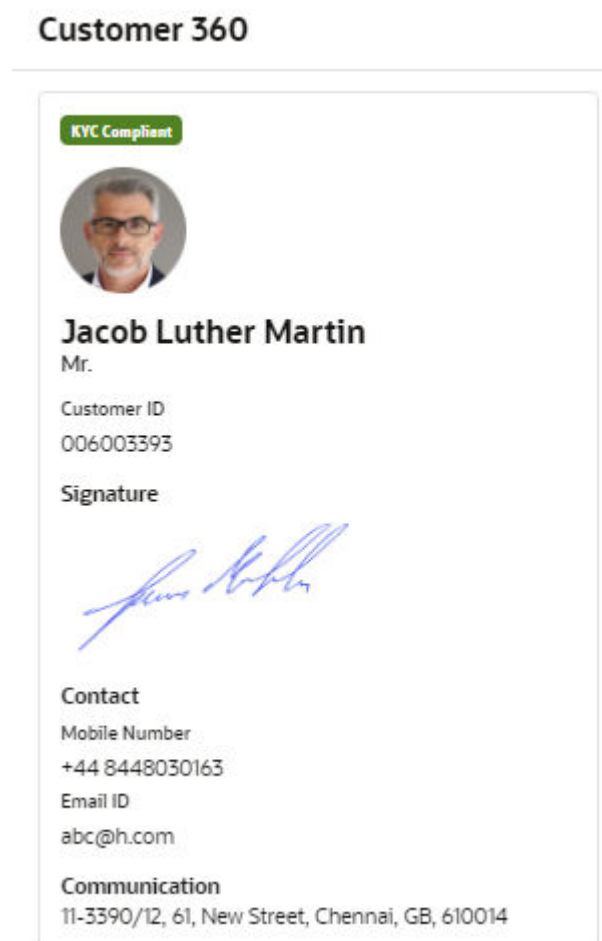 Customer 360
KYC Compliant
Jacob Luther Martin
Mr.
Customer ID
006003393
Signature
Contact
Mobile Number
+44 8448030163
Email ID
abc@h.com
Communication
11-3390/12, 61, New Street, Chennai, GB, 610014